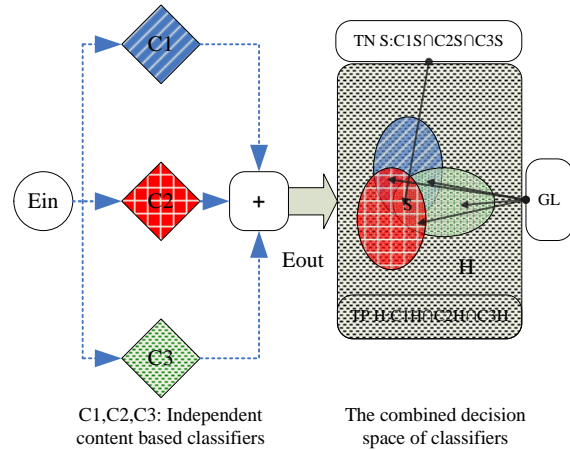 C1
TN S:C1S∩C2S∩C3S
Ein
C2
+
S
GL
Eout
H
TP H:C1H∩C2H∩C3H
C3
C1,C2,C3: Independent
content based classifiers
The combined decision
space of classifiers